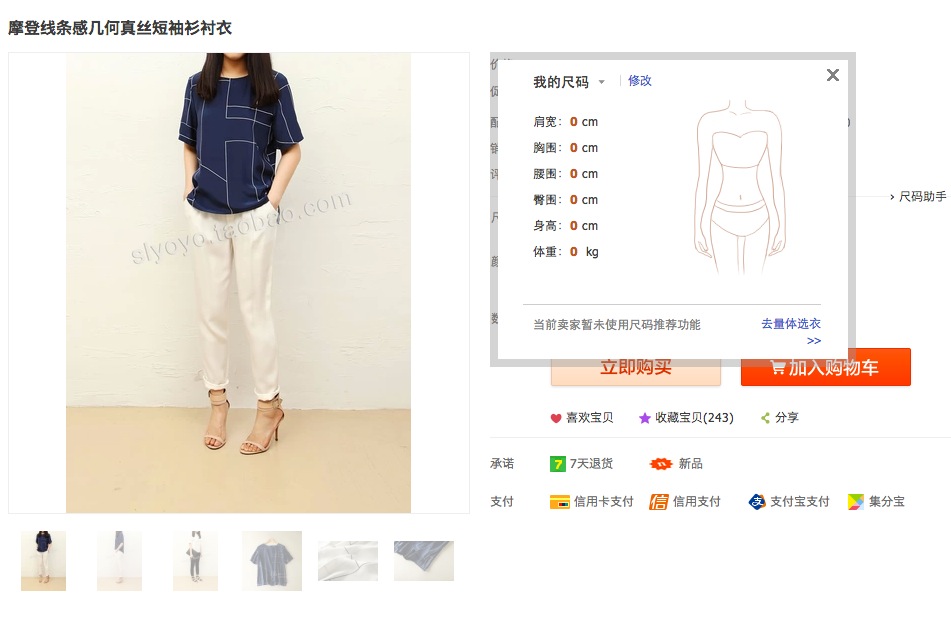 摩登线条感几何真丝短袖衫衬衣
slyoyo.taobao.com
我的尺码 修改
肩宽: 0 cm
胸围: 0 cm
腰围: 0 cm
臀围: 0 cm
身高: 0 cm
体重: 0 kg
当前卖家暂未使用尺码推荐功能
去量体选衣
>>
› 尺码助手
立即购买 加入购物车
喜欢宝贝 收藏宝贝(243) 分享
承诺 7 7天退货 新品
支付 信用卡支付 信 信用支付 支 支付宝支付 集分宝